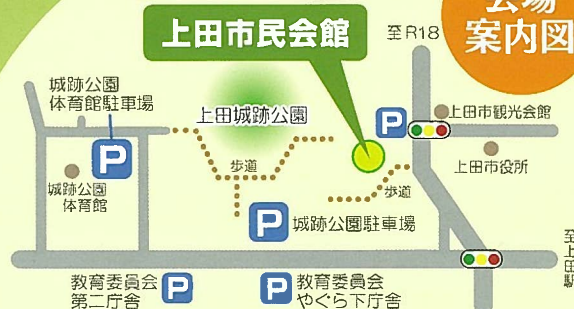 会場
案内図
上田市民会館
至R18
城跡公園
体育館駐車場
P
上田城跡公園
P
上田市観光会館
歩道
上田市役所
城跡公園
体育館
歩道
P
城跡公園駐車場
至上田駅
教育委員会
第二庁舎
P
P
教育委員会
やぐら下庁舎